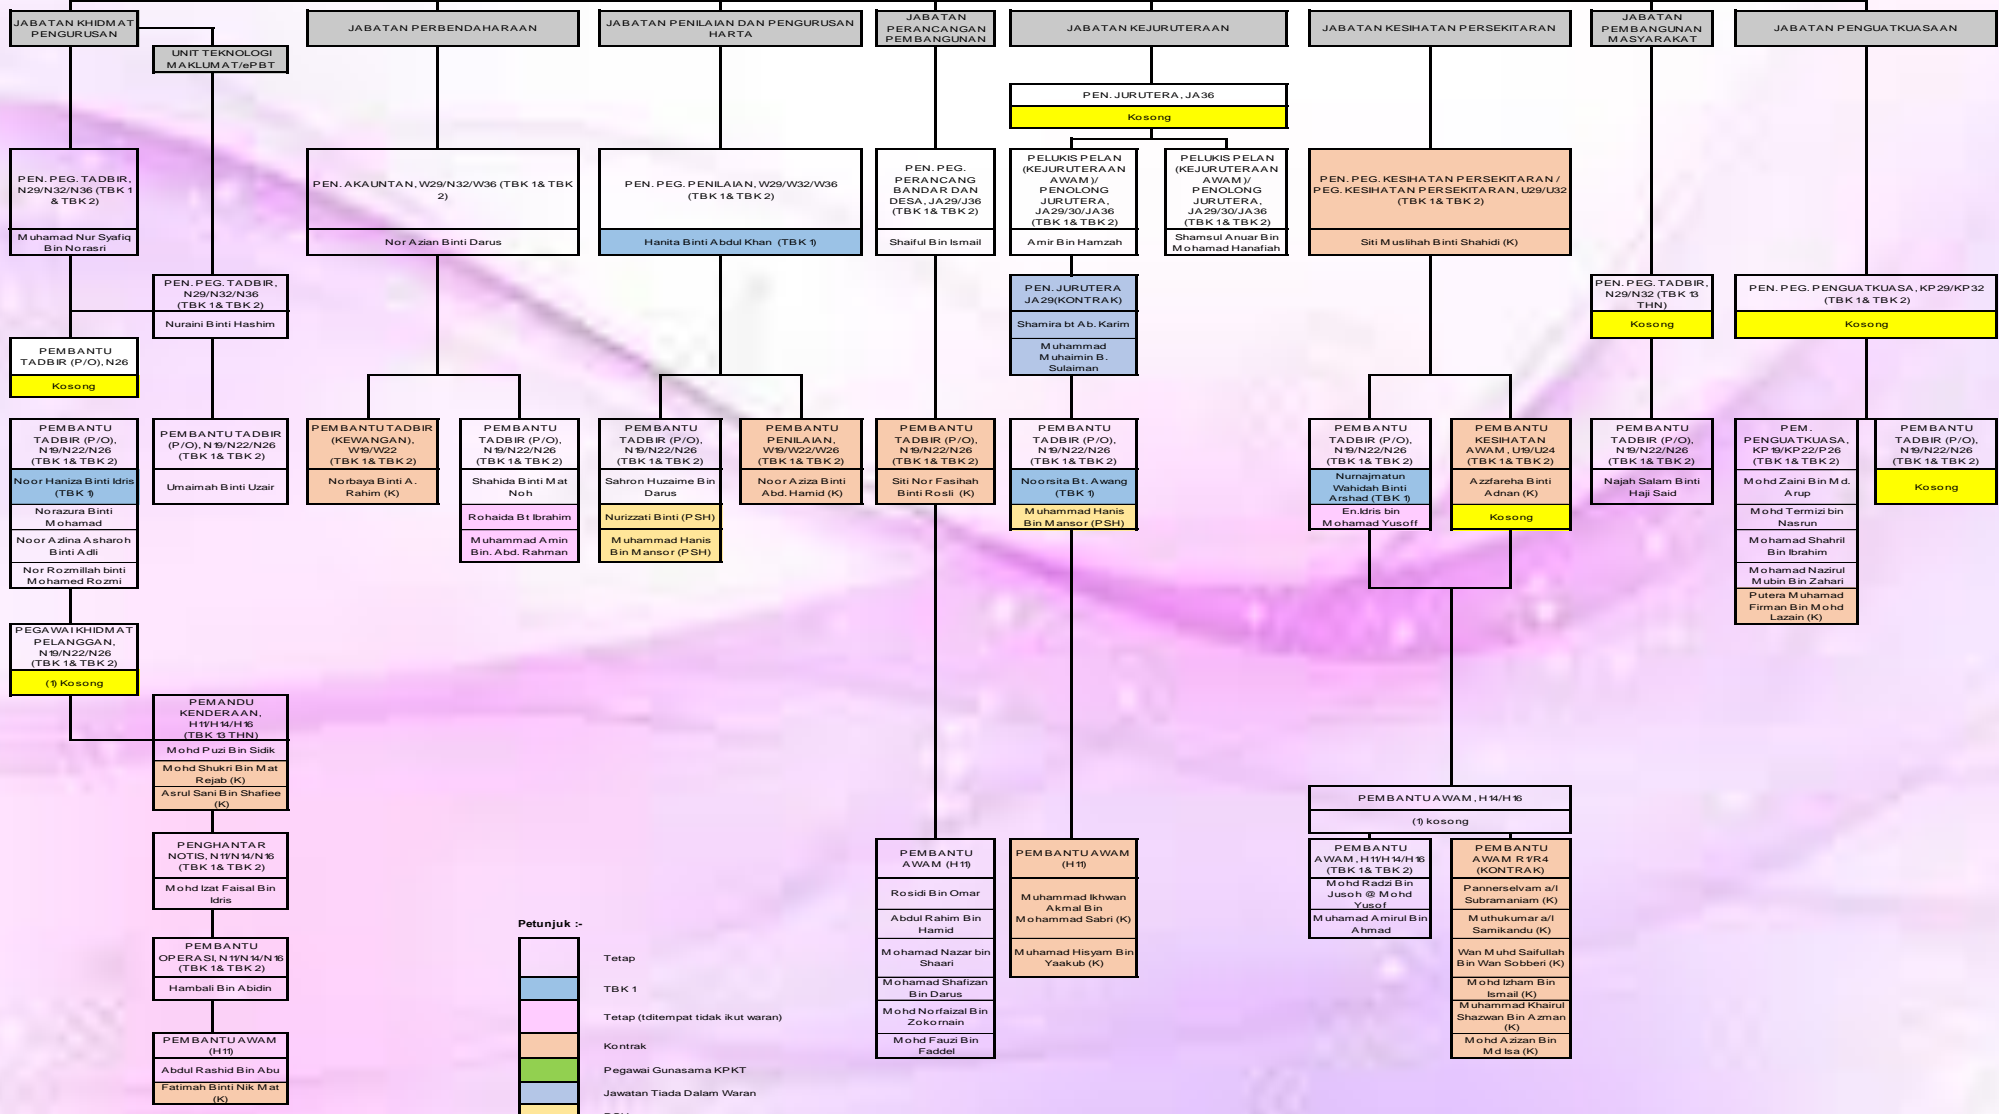 JABATAN KHIDMAT
PENGURUSAN
UNIT TEKNOLOGI
MAKLUMAT/ePBT
PEN. PEG. TADBIR,
N29/N32/N36 (TBK 1
& TBK 2)
Muhamad Nur Syafiq
Bin Norasri
PEN. PEG. TADBIR,
N29/N32/N36
(TBK 1& TBK 2)
Nuraini Binti Hashim
PEMBANTU
TADBIR (P/O), N26
Kosong
PEMBANTU
TADBIR (P/O),
N19/N22/N26
(TBK 1& TBK 2)
Noor Haniza Binti Idris
(TBK 1)
Norazura Binti
Mohamad
Noor Azlina Asharoh
Binti Adli
Nor Rozmillah binti
Mohamed Rozmi
PEMBANTU TADBIR
(P/O), N19/N22/N26
(TBK 1& TBK 2)
Umaimah Binti Uzair
PEGAWAI KHIDMAT
PELANGGAN,
N19/N22/N26
(TBK 1& TBK 2)
(1) Kosong
PEMANDU
KENDERAAN,
H11/H14/H16
(TBK 13 THN)
Mohd Puzi Bin Sidik
Mohd Shukri Bin Mat
Rejab (K)
Asrul Sani Bin Shafiee
(K)
PENGHANTAR
NOTIS, N11/N14/N16
(TBK 1& TBK 2)
Mohd Izat Faisal Bin
Idris
PEMBANTU
OPERASI, N11/N14/N16
(TBK 1& TBK 2)
Hambali Bin Abidin
PEMBANTU AWAM
(H11)
Abdul Rashid Bin Abu
Fatimah Binti Nik Mat
(K)
JABATAN PERBENDAHARAAN
PEN. AKAUNTAN, W29/N32/W36 (TBK 1& TBK
2)
Nor Azian Binti Darus
PEMBANTU TADBIR
(KEWANGAN),
W19/W22
(TBK 1& TBK 2)
Norbaya Binti A.
Rahim (K)
PEMBANTU
TADBIR (P/O),
N19/N22/N26
(TBK 1& TBK 2)
Shahida Binti Mat
Noh
Rohaida Bt Ibrahim
Muhammad Amin
Bin. Abd. Rahman
JABATAN PENILAIAN DAN PENGURUSAN
HARTA
PEN. PEG. PENILAIAN, W29/W32/W36
(TBK 1& TBK 2)
Hanita Binti Abdul Khan (TBK 1)
PEMBANTU
TADBIR (P/O),
N19/N22/N26
(TBK 1& TBK 2)
Sahron Huzaime Bin
Darus
Nurizzati Binti (PSH)
Muhammad Hanis
Bin Mansor (PSH)
PEMBANTU
PENILAIAN,
W19/W22/W26
(TBK 1& TBK 2)
Noor Aziza Binti
Abd. Hamid (K)
JABATAN
PERANCANGAN
PEMBANGUNAN
PEN. PEG.
PERANCANG
BANDAR DAN
DESA, JA29/J36
(TBK 1& TBK 2)
Shaiful Bin Ismail
PEMBANTU
TADBIR (P/O),
N19/N22/N26
(TBK 1& TBK 2)
Siti Nor Fasihah
Binti Rosli (K)
PEMBANTU
AWAM (H11)
Rosidi Bin Omar
Abdul Rahim Bin
Hamid
Mohamad Nazar bin
Shaari
Mohamad Shafizan
Bin Darus
Mohd Norfaizal Bin
Zokornain
Mohd Fauzi Bin
Faddel
JABATAN KEJURUTERAAN
PEN. JURUTERA, JA36
Kosong
PELUKIS PELAN
(KEJURUTERAAN
AWAM)/
PENOLONG
JURUTERA,
JA29/30/JA36
(TBK 1& TBK 2)
Amir Bin Hamzah
PELUKIS PELAN
(KEJURUTERAAN
AWAM)/
PENOLONG
JURUTERA,
JA29/30/JA36
(TBK 1& TBK 2)
Shamsul Anuar Bin
Mohamad Hanafiah
PEN. JURUTERA
JA29(KONTRAK)
Shamira bt Ab. Karim
Muhammad
Muhaimin B.
Sulaiman
PEMBANTU
TADBIR (P/O),
N19/N22/N26
(TBK 1& TBK 2)
Noorsita Bt. Awang
(TBK 1)
Muhammad Hanis
Bin Mansor (PSH)
PEMBANTU AWAM
(H11)
Muhammad Ikhwan
Akmal Bin
Mohammad Sabri (K)
Muhamad Hisyam Bin
Yaakub (K)
JABATAN KESIHATAN PERSEKITARAN
PEN. PEG. KESIHATAN PERSEKITARAN /
PEG. KESIHATAN PERSEKITARAN, U29/U32
(TBK 1& TBK 2)
Siti Muslihah Binti Shahidi (K)
PEMBANTU
TADBIR (P/O),
N19/N22/N26
(TBK 1& TBK 2)
Nurnajmatun
Wahidah Binti
Arshad (TBK 1)
En.Idris bin
Mohamad Yusoff
PEMBANTU
KESIHATAN
AWAM, U19/U24
(TBK 1& TBK 2)
Azzfareha Binti
Adnan (K)
Kosong
PEMBANTU AWAM, H14/H16
(1) kosong
PEMBANTU
AWAM, H11/H14/H16
(TBK 1& TBK 2)
Mohd Radzi Bin
Jusoh @ Mohd
Yusof
Muhamad Amirul Bin
Ahmad
PEMBANTU
AWAM R1/R4
(KONTRAK)
Pannerselvam a/l
Subramaniam (K)
Muthukumar a/l
Samikandu (K)
Wan Muhd Saifullah
Bin Wan Sobberi (K)
Mohd Izham Bin
Ismail (K)
Muhammad Khairul
Shazwan Bin Azman
(K)
Mohd Azizan Bin
Md Isa (K)
JABATAN
PEMBANGUNAN
MASYARAKAT
PEN. PEG. TADBIR,
N29/N32 (TBK 13
THN)
Kosong
PEMBANTU
TADBIR (P/O),
N19/N22/N26
(TBK 1& TBK 2)
Najah Salam Binti
Haji Said
JABATAN PENGUATKUASAAN
PEN. PEG. PENGUATKUASA, KP29/KP32
(TBK 1& TBK 2)
Kosong
PEM.
PENGUATKUASA,
KP19/KP22/P26
(TBK 1& TBK 2)
Mohd Zaini Bin Md.
Arup
Mohd Termizi bin
Nasrun
Mohamad Shahril
Bin Ibrahim
Mohamad Nazirul
Mubin Bin Zahari
Putera Muhamad
Firman Bin Mohd
Lazain (K)
PEMBANTU
TADBIR (P/O),
N19/N22/N26
(TBK 1& TBK 2)
Kosong
Petunjuk :-
Tetap
TBK 1
Tetap (tditempat tidak ikut waran)
Kontrak
Pegawai Gunasama KPKT
Jawatan Tiada Dalam Waran